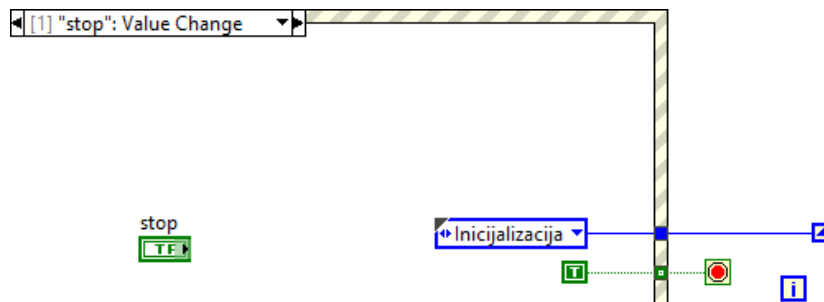 [1] "stop": Value Change
stop
Inicijalizacija
TF
T
i